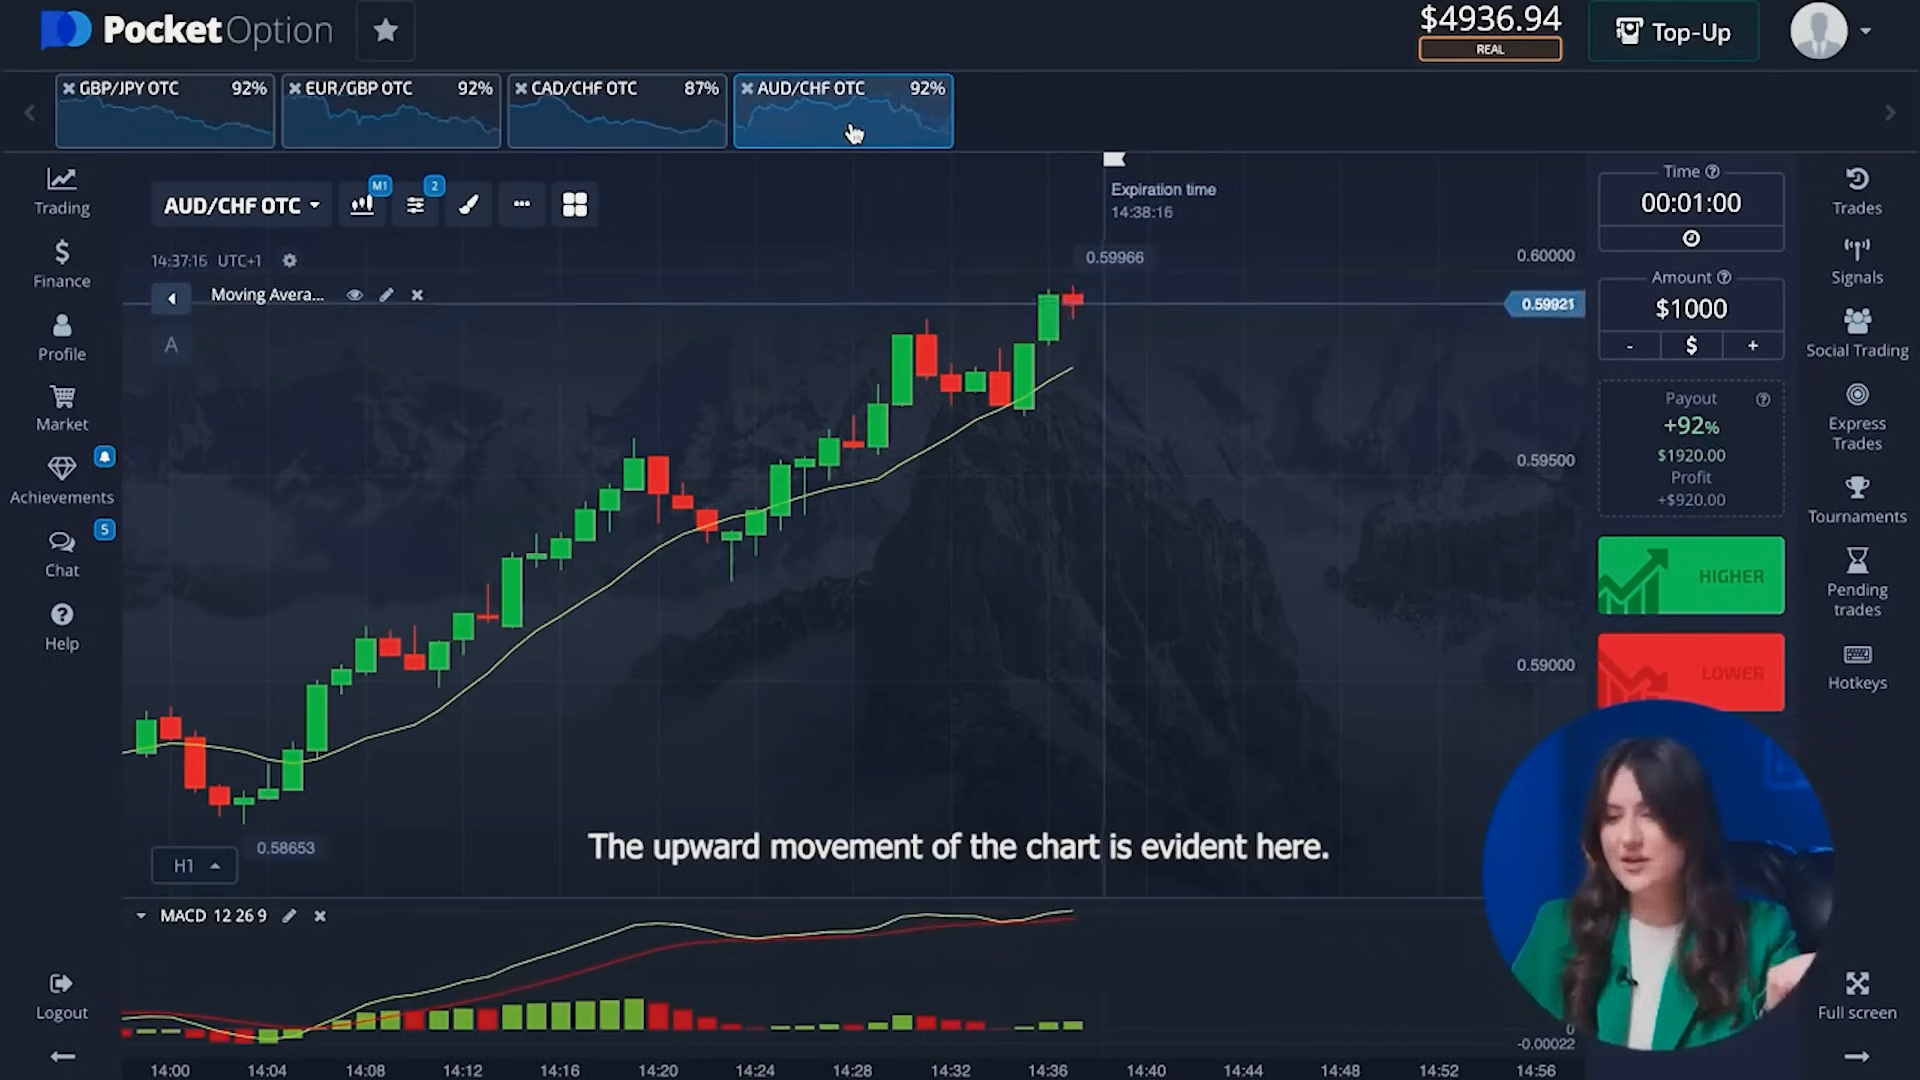 PocketOption
$4936.94
REAL
Top-Up
GBP/JPY OTC 92%
EUR/GBP OTC 92%
CAD/CHF OTC 87%
AUD/CHF OTC 92%
Trading
Finance
Profile
Market
Achievements
5
Chat
Help
Logout
AUD/CHF OTC
M1
2
14:37:16 UTC+1
Moving Avera...
A
Expiration time
14:38:16
0.59966
0.60000
0.59921
0.59500
0.59000
0.58653
H1
The upward movement of the chart is evident here.
MACD 12 26 9
0
-0.00022
14:00 14:04 14:08 14:12 14:16 14:20 14:24 14:28 14:32 14:36 14:40 14:44 14:48 14:52 14:56
Time
00:01:00
Amount
$1000
- $ +
Payout
+92%
$1920.00
Profit
+$920.00
HIGHER
LOWER
Trades
Signals
Social Trading
Express
Trades
Tournaments
Pending
trades
Hotkeys
Full screen